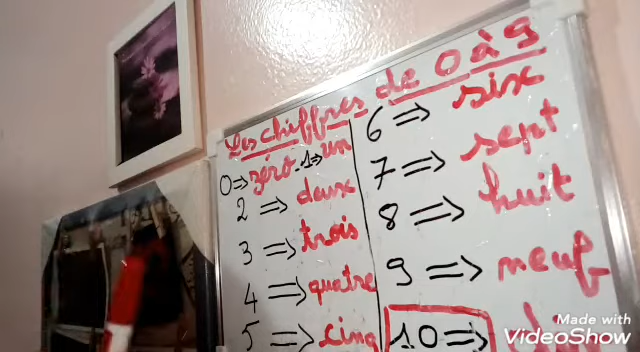 Les chiffres de 0 à 9
0 => zéro - 1 => un
2 => deux
3 => trois
4 => quatre
5 => cinq
6 => six
7 => sept
8 => huit
9 => neuf
10 =>
Made with
VideoShow